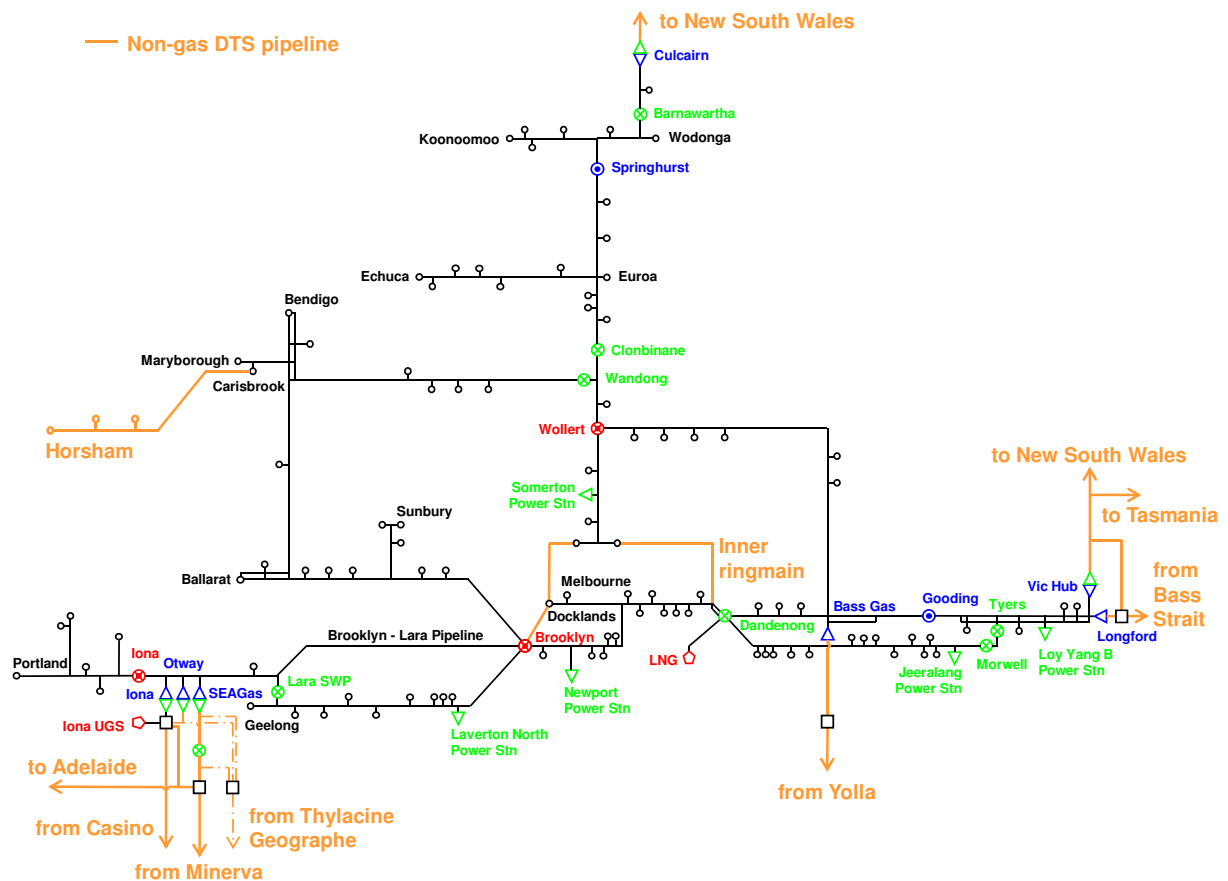 to New South Wales
Non-gas DTS pipeline
Culcairn
Barnawartha
Koonoomoo
Wodonga
Springhurst
Echuca
Euroa
Bendigo
Clonbinane
Maryborough
Carisbrook
Wandong
Wollert
Horsham
to New South Wales
Somerton
Power Stn
Sunbury
to Tasmania
Inner
ringmain
Ballarat
Melbourne
Docklands
Vic Hub
from
Bass
Strait
Bass Gas
Gooding
Tyers
Dandenong
Longford
Brooklyn - Lara Pipeline
Brooklyn
Portland
Iona
Otway
LNG
Jeeralang
Power Stn
Morwell
Loy Yang B
Power Stn
Iona
SEAGas
Lara SWP
Newport
Power Stn
Iona UGS
Geelong
Laverton North
Power Stn
to Adelaide
from Yolla
from Casino
from Thylacine
Geographe
from Minerva